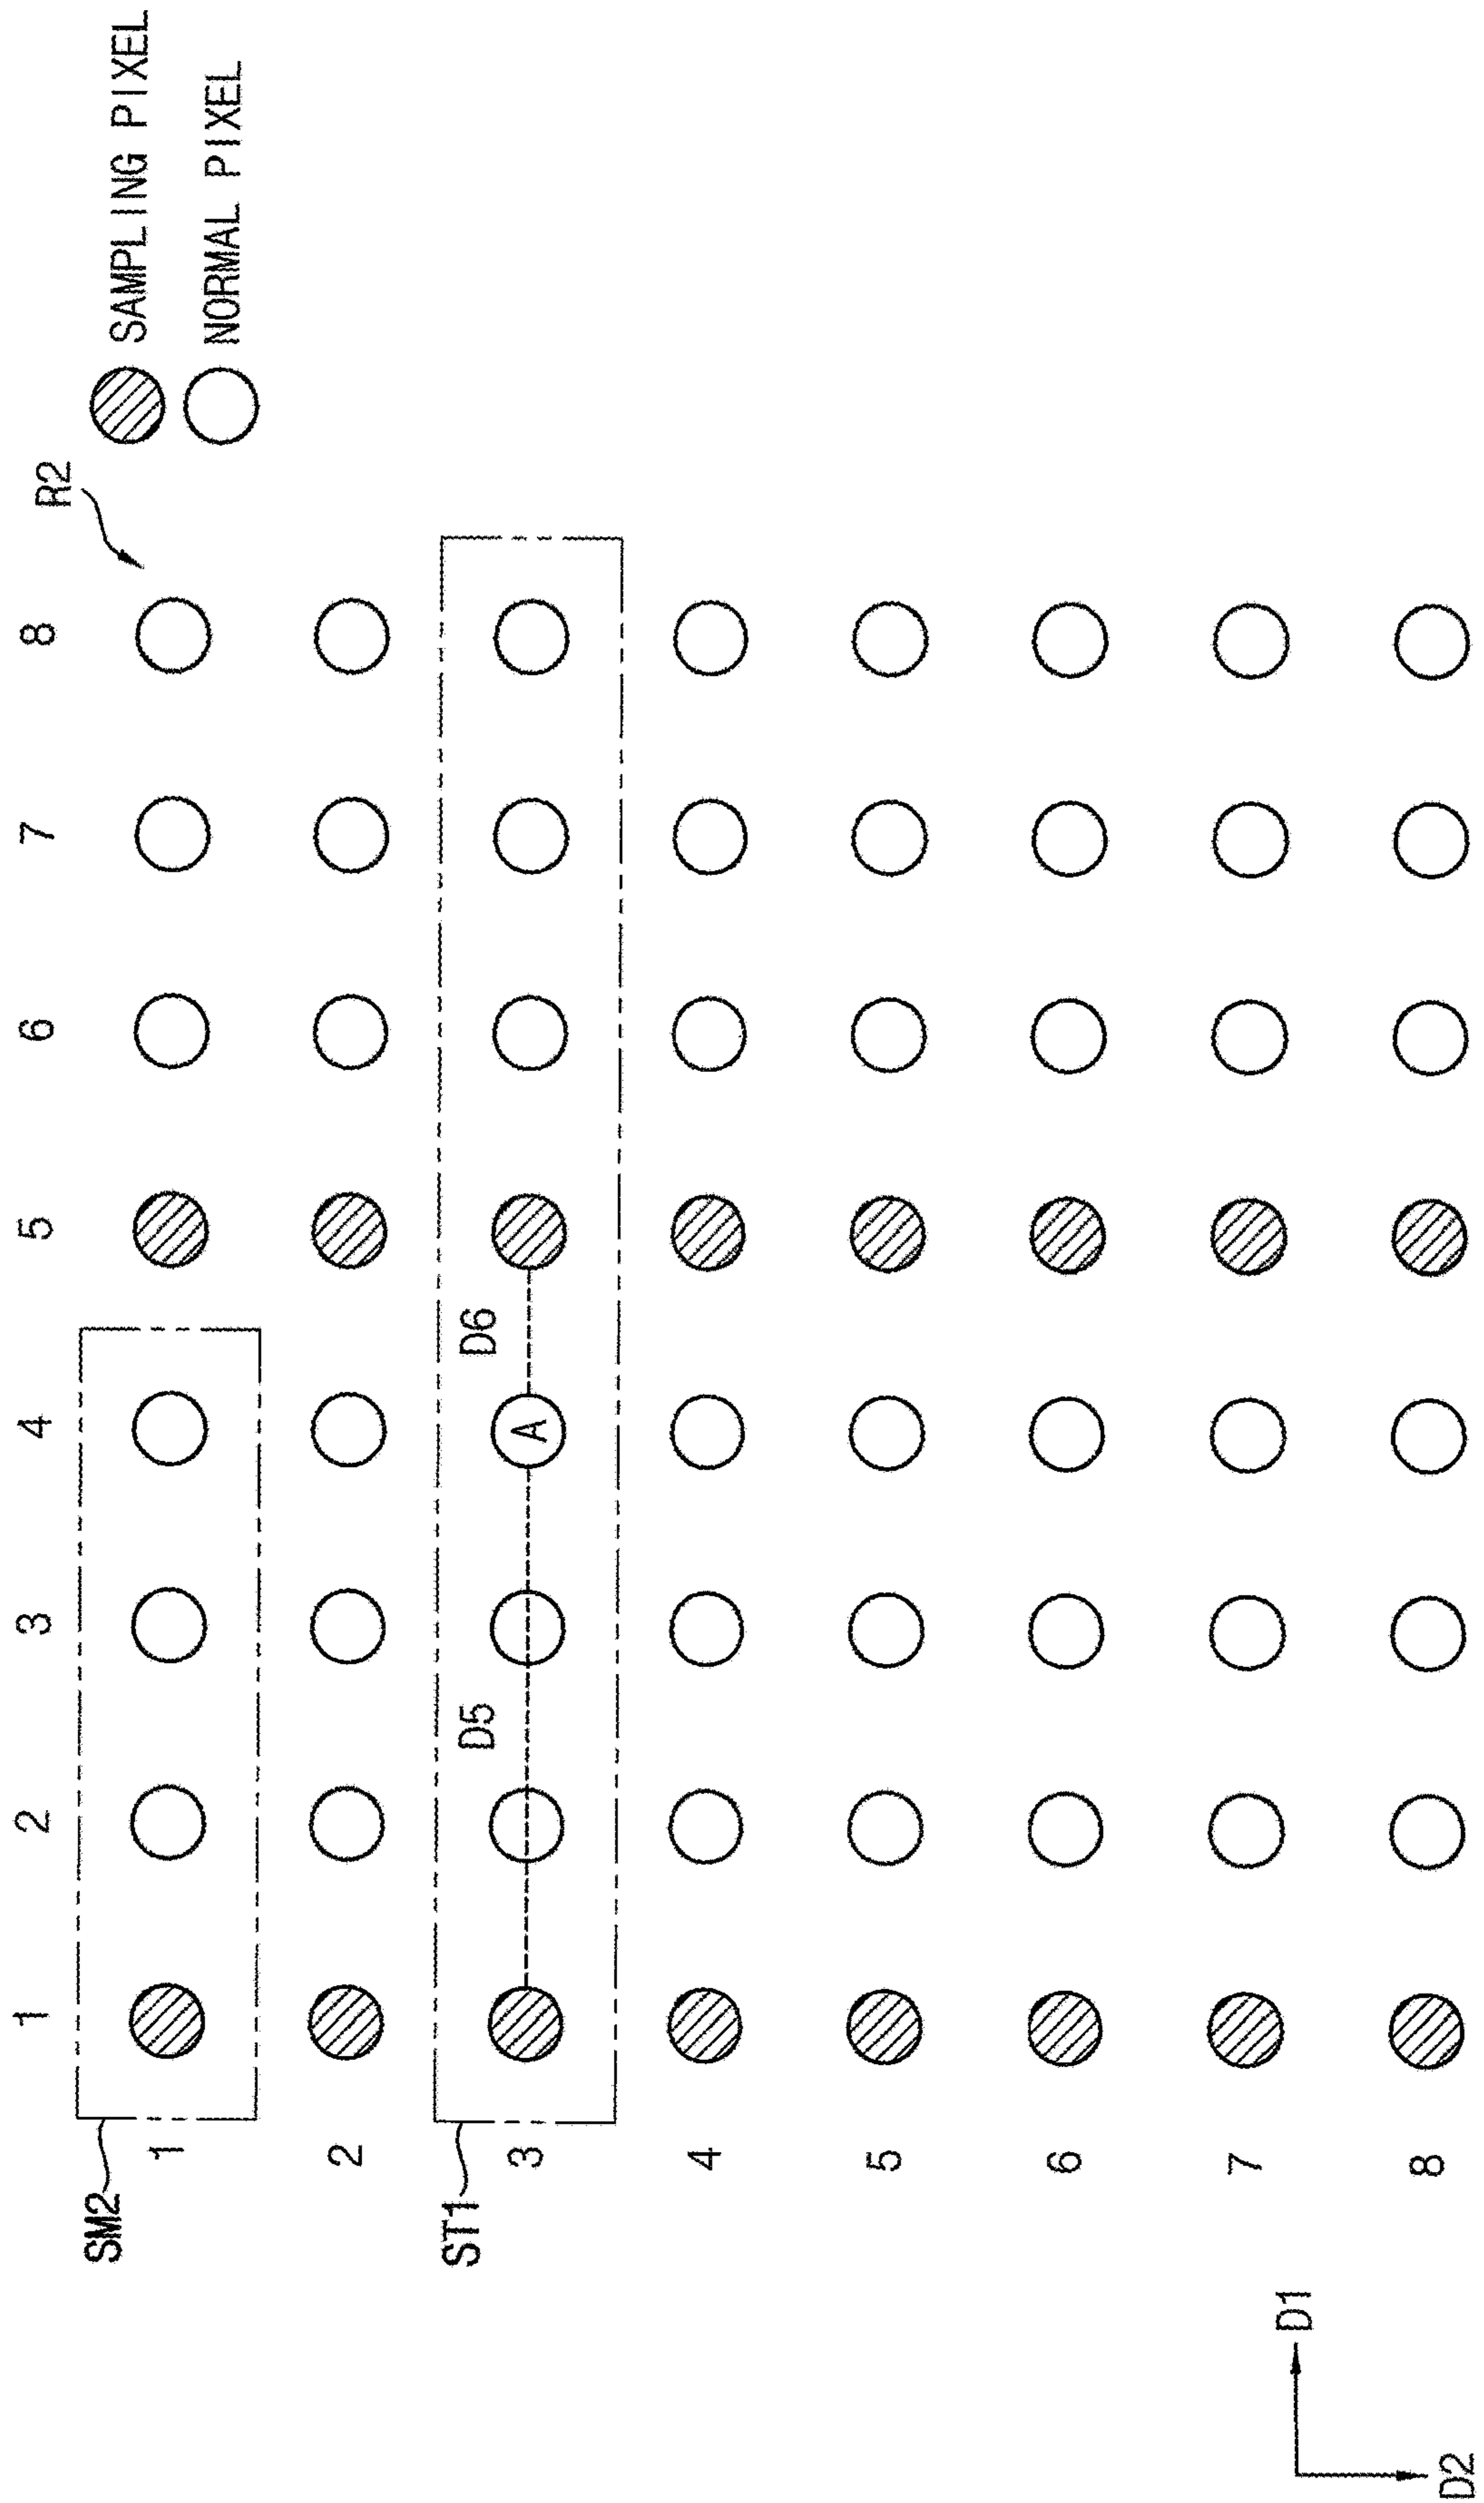 SAMPLING PIXEL
NORMAL PIXEL
R2
1 2 3 4 5 6 7 8
SM2
1
2
ST1
3
D5
D6
A
4
5
6
7
8
D1
D2